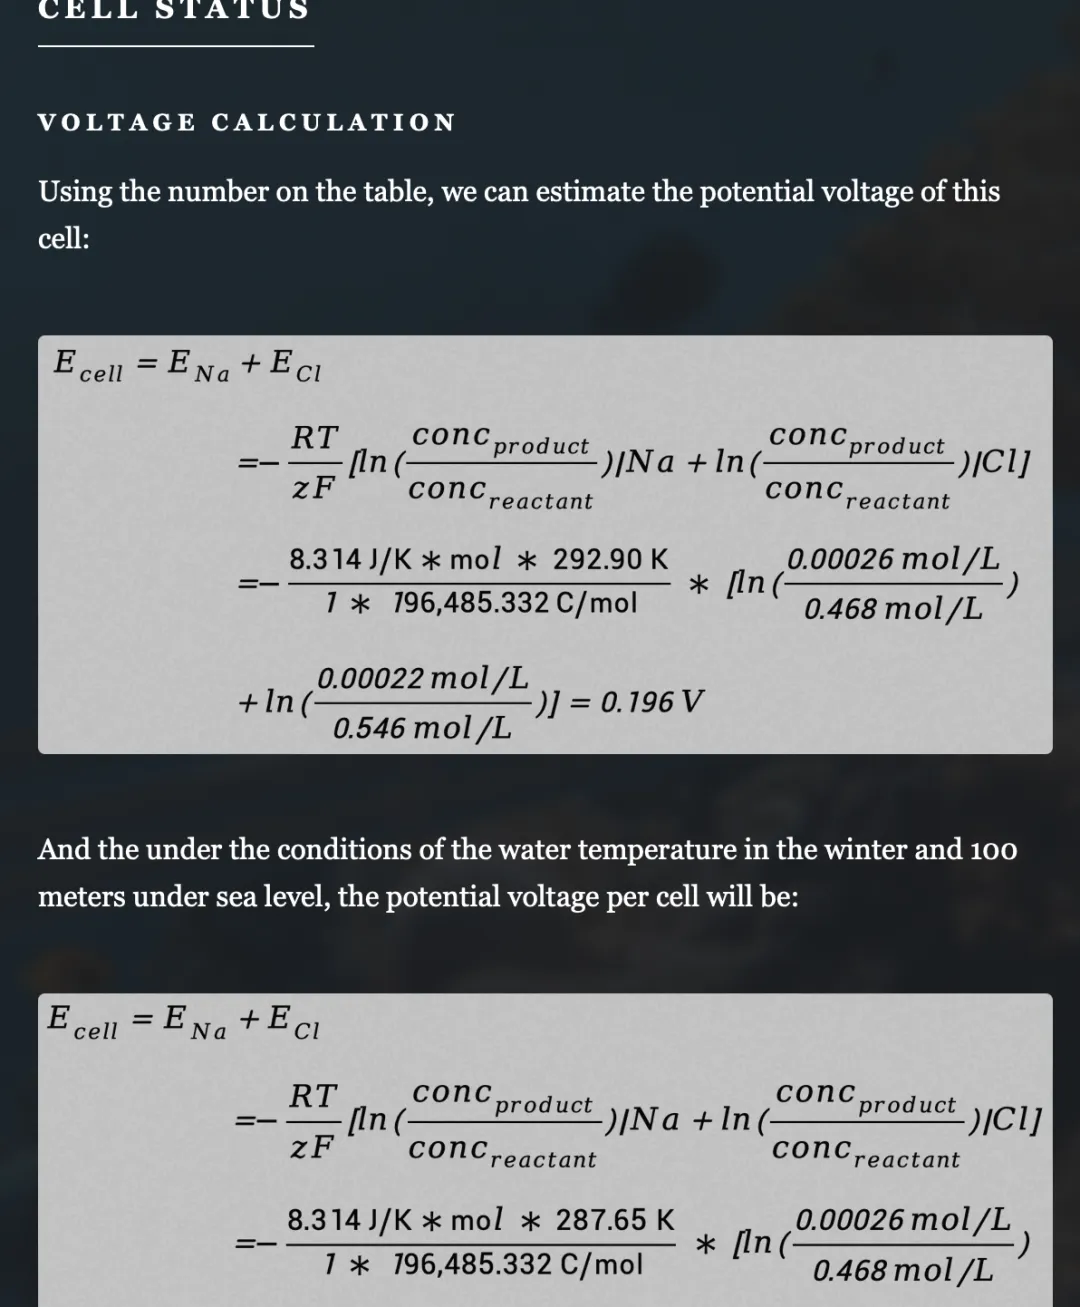 CELL STATUS
VOLTAGE CALCULATION
Using the number on the table, we can estimate the potential voltage of this
cell:
E cell = E Na + E Cl
=− RT/zF [ln(conc product/conc reactant)|Na + ln(conc product/conc reactant)|Cl]
=− 8.314 J/K * mol * 292.90 K/1 * 196,485.332 C/mol * [ln(0.00026 mol/L/0.468 mol/L)
+ ln(0.00022 mol/L/0.546 mol/L)] = 0.196 V
And the under the conditions of the water temperature in the winter and 100
meters under sea level, the potential voltage per cell will be:
E cell = E Na + E Cl
=− RT/zF [ln(conc product/conc reactant)|Na + ln(conc product/conc reactant)|Cl]
=− 8.314 J/K * mol * 287.65 K/1 * 196,485.332 C/mol * [ln(0.00026 mol/L/0.468 mol/L)